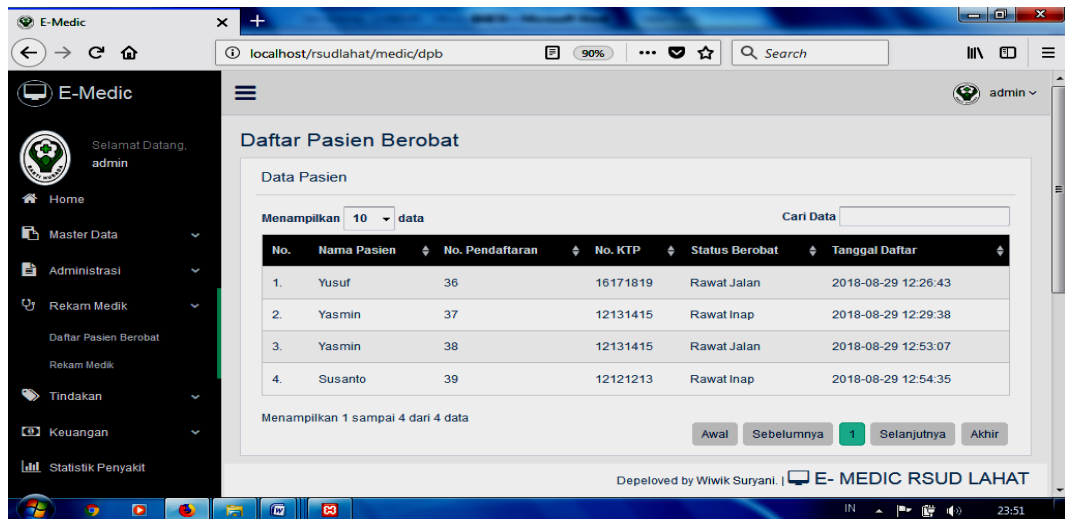 E-Medic
localhost/rsudlahat/medic/dpb
90%
Search
E-Medic
admin
Selamat Datang,
admin
Home
Master Data
Administrasi
Rekam Medik
Daftar Pasien Berobat
Rekam Medik
Tindakan
Keuangan
Statistik Penyakit
Daftar Pasien Berobat
Data Pasien
Menampilkan 10 data
Cari Data
No. Nama Pasien No. Pendaftaran No. KTP Status Berobat Tanggal Daftar
1. Yusuf 36 16171819 Rawat Jalan 2018-08-29 12:26:43
2. Yasmin 37 12131415 Rawat Inap 2018-08-29 12:29:38
3. Yasmin 38 12131415 Rawat Jalan 2018-08-29 12:53:07
4. Susanto 39 12121213 Rawat Inap 2018-08-29 12:54:35
Menampilkan 1 sampai 4 dari 4 data
Awal Sebelumnya 1 Selanjutnya Akhir
Depeloved by Wiwik Suryani. | E- MEDIC RSUD LAHAT
IN
23:51